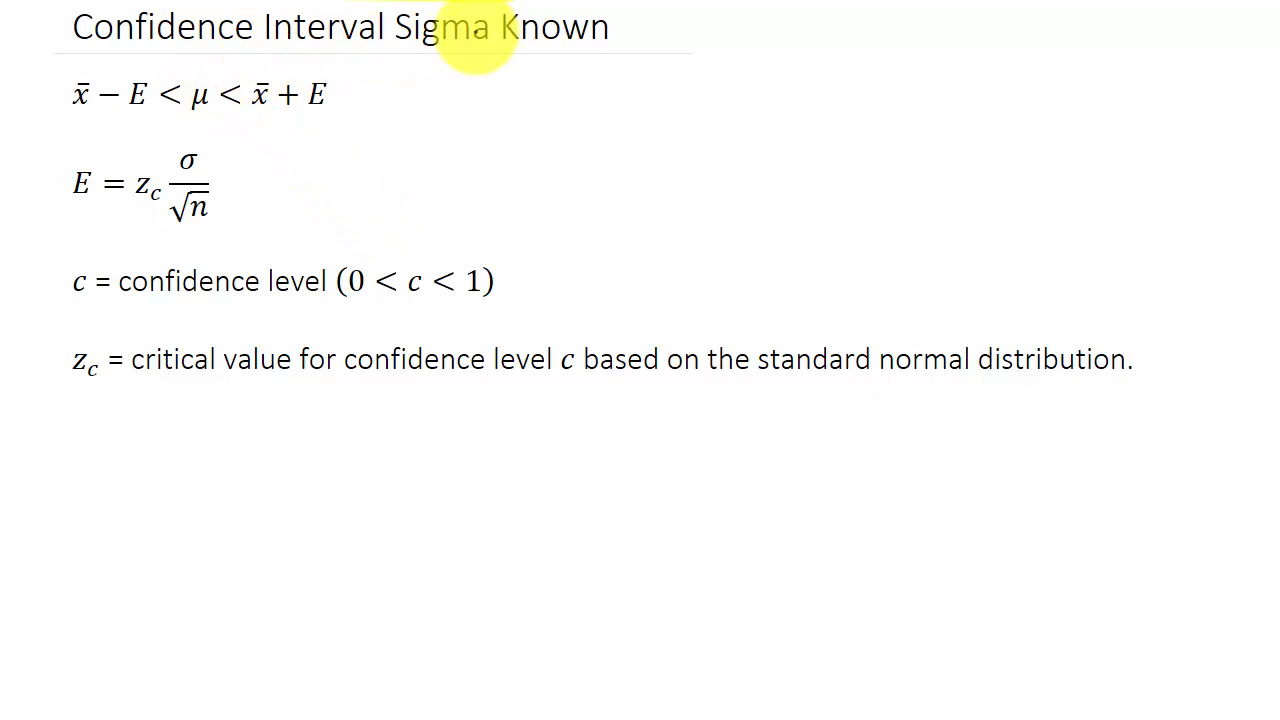 Confidence Interval Sigma Known
x̄ − E < μ < x̄ + E
E = z_c σ/√n
c = confidence level (0 < c < 1)
z_c = critical value for confidence level c based on the standard normal distribution.